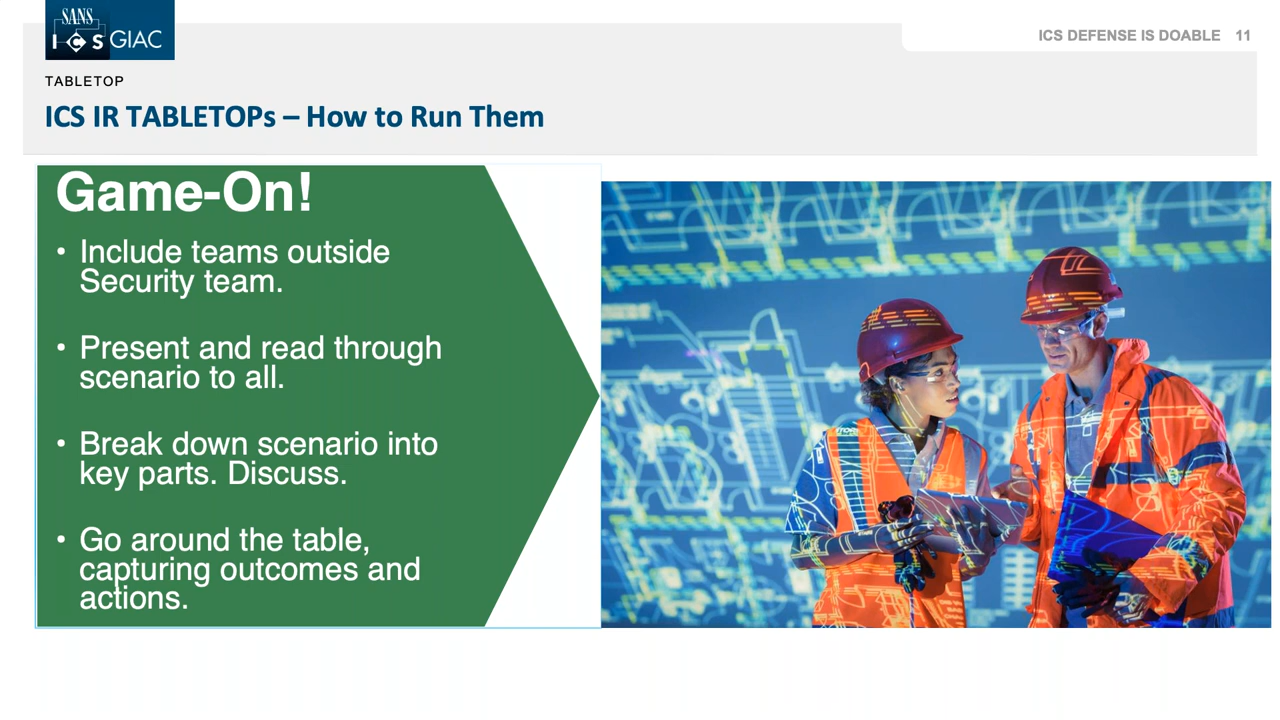 SANS
ICS GIAC
ICS DEFENSE IS DOABLE 11
TABLETOP
ICS IR TABLETOPs – How to Run Them
Game-On!
• Include teams outside
Security team.
• Present and read through
scenario to all.
• Break down scenario into
key parts. Discuss.
• Go around the table,
capturing outcomes and
actions.